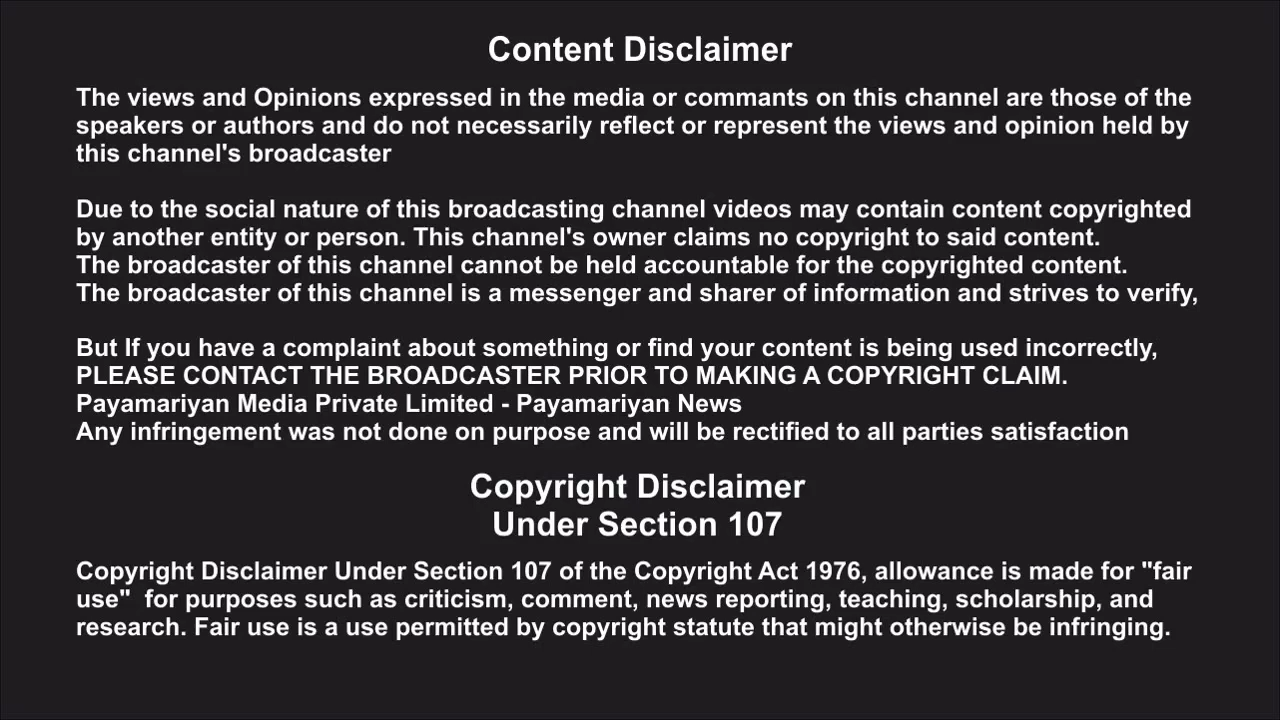 Content Disclaimer
The views and Opinions expressed in the media or commants on this channel are those of the
speakers or authors and do not necessarily reflect or represent the views and opinion held by
this channel's broadcaster
Due to the social nature of this broadcasting channel videos may contain content copyrighted
by another entity or person. This channel's owner claims no copyright to said content.
The broadcaster of this channel cannot be held accountable for the copyrighted content.
The broadcaster of this channel is a messenger and sharer of information and strives to verify,
But If you have a complaint about something or find your content is being used incorrectly,
PLEASE CONTACT THE BROADCASTER PRIOR TO MAKING A COPYRIGHT CLAIM.
Payamariyan Media Private Limited - Payamariyan News
Any infringement was not done on purpose and will be rectified to all parties satisfaction
Copyright Disclaimer
Under Section 107
Copyright Disclaimer Under Section 107 of the Copyright Act 1976, allowance is made for "fair
use"  for purposes such as criticism, comment, news reporting, teaching, scholarship, and
research. Fair use is a use permitted by copyright statute that might otherwise be infringing.